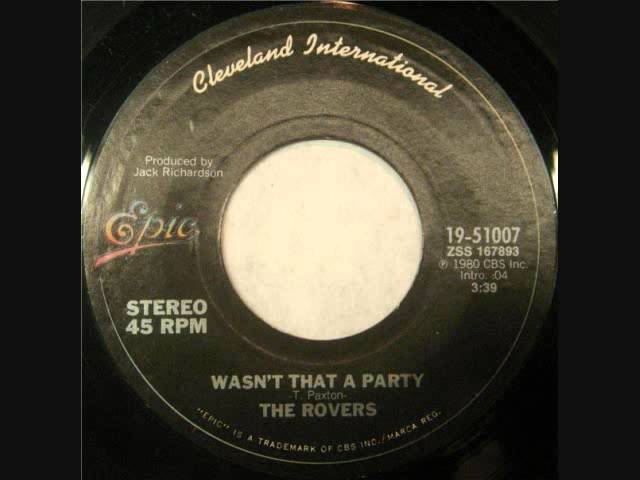 Cleveland International
Produced by
Jack Richardson
Epic
19-51007
ZSS 167893
℗ 1980 CBS Inc.
Intro. :04
3:39
STEREO
45 RPM
WASN'T THAT A PARTY
-T. Paxton-
THE ROVERS
"EPIC" IS A TRADEMARK OF CBS INC./MARCA REG.